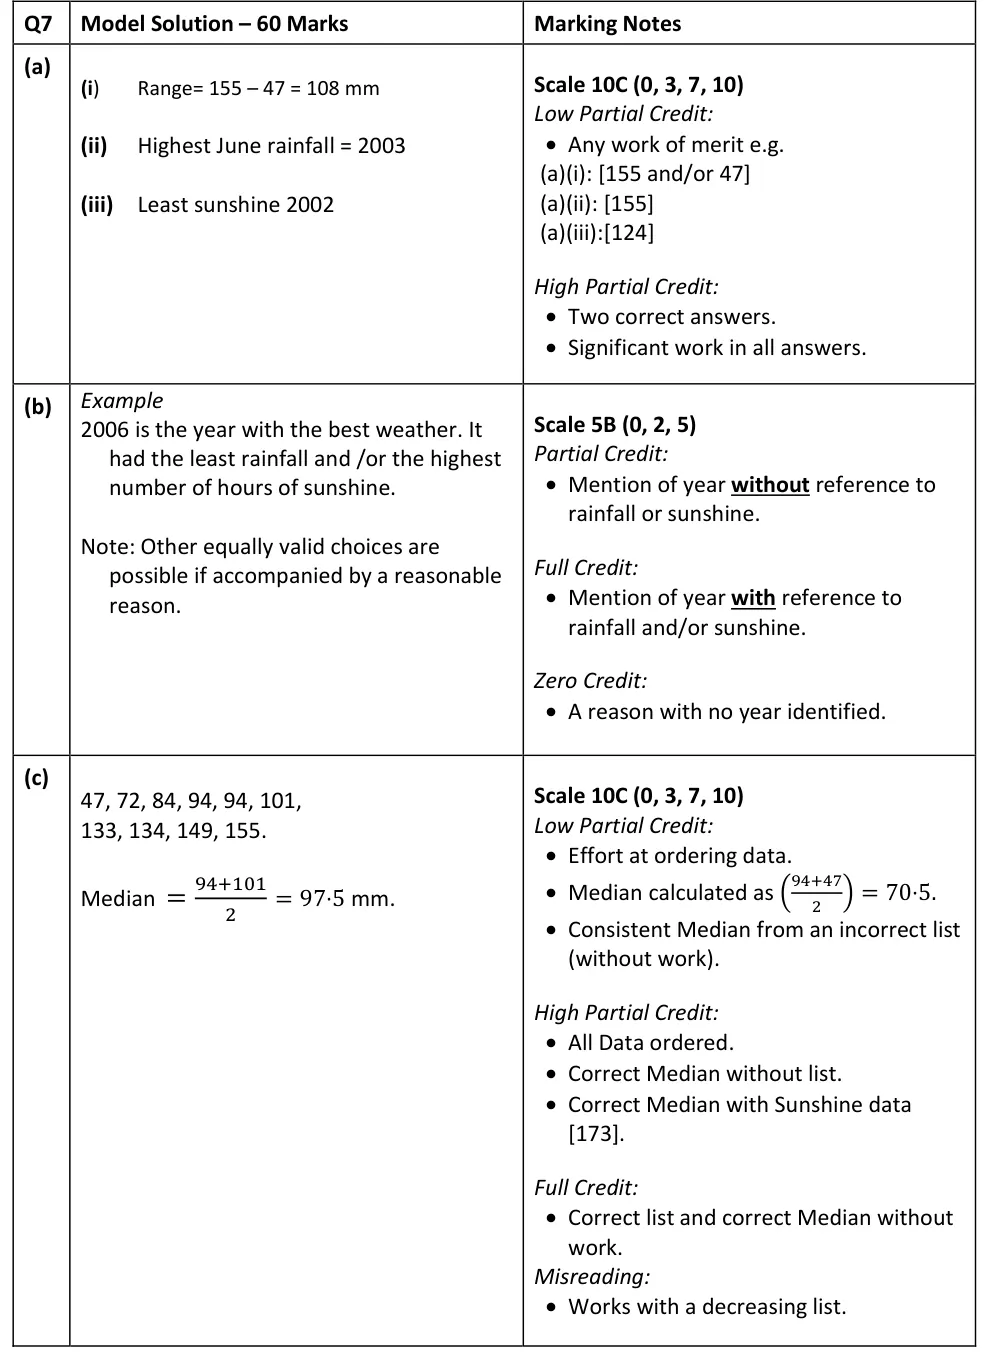 Q7 Model Solution – 60 Marks Marking Notes
(a)
(i) Range= 155 – 47 = 108 mm
(ii) Highest June rainfall = 2003
(iii) Least sunshine 2002
Scale 10C (0, 3, 7, 10)
Low Partial Credit:
• Any work of merit e.g.
(a)(i): [155 and/or 47]
(a)(ii): [155]
(a)(iii):[124]
High Partial Credit:
• Two correct answers.
• Significant work in all answers.
(b)
Example
2006 is the year with the best weather. It
had the least rainfall and /or the highest
number of hours of sunshine.
Note: Other equally valid choices are
possible if accompanied by a reasonable
reason.
Scale 5B (0, 2, 5)
Partial Credit:
• Mention of year without reference to
rainfall or sunshine.
Full Credit:
• Mention of year with reference to
rainfall and/or sunshine.
Zero Credit:
• A reason with no year identified.
(c)
47, 72, 84, 94, 94, 101,
133, 134, 149, 155.
Median = 94+101/2 = 97·5 mm.
Scale 10C (0, 3, 7, 10)
Low Partial Credit:
• Effort at ordering data.
• Median calculated as (94+47/2) = 70·5.
• Consistent Median from an incorrect list
(without work).
High Partial Credit:
• All Data ordered.
• Correct Median without list.
• Correct Median with Sunshine data
[173].
Full Credit:
• Correct list and correct Median without
work.
Misreading:
• Works with a decreasing list.